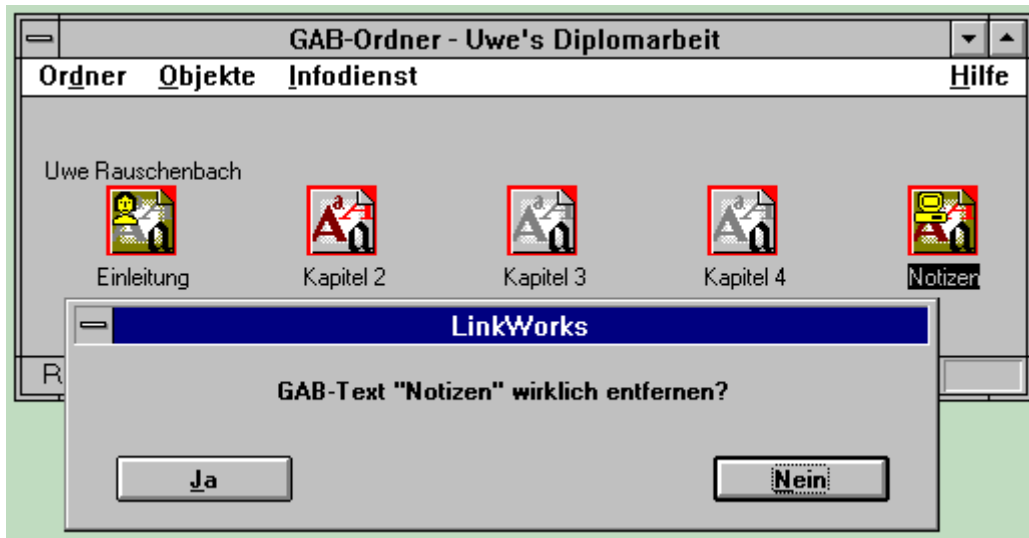 GAB-Ordner - Uwe's Diplomarbeit
Ordner Objekte Infodienst Hilfe
Uwe Rauschenbach
Einleitung Kapitel 2 Kapitel 3 Kapitel 4 Notizen
LinkWorks
R
GAB-Text "Notizen" wirklich entfernen?
Ja Nein